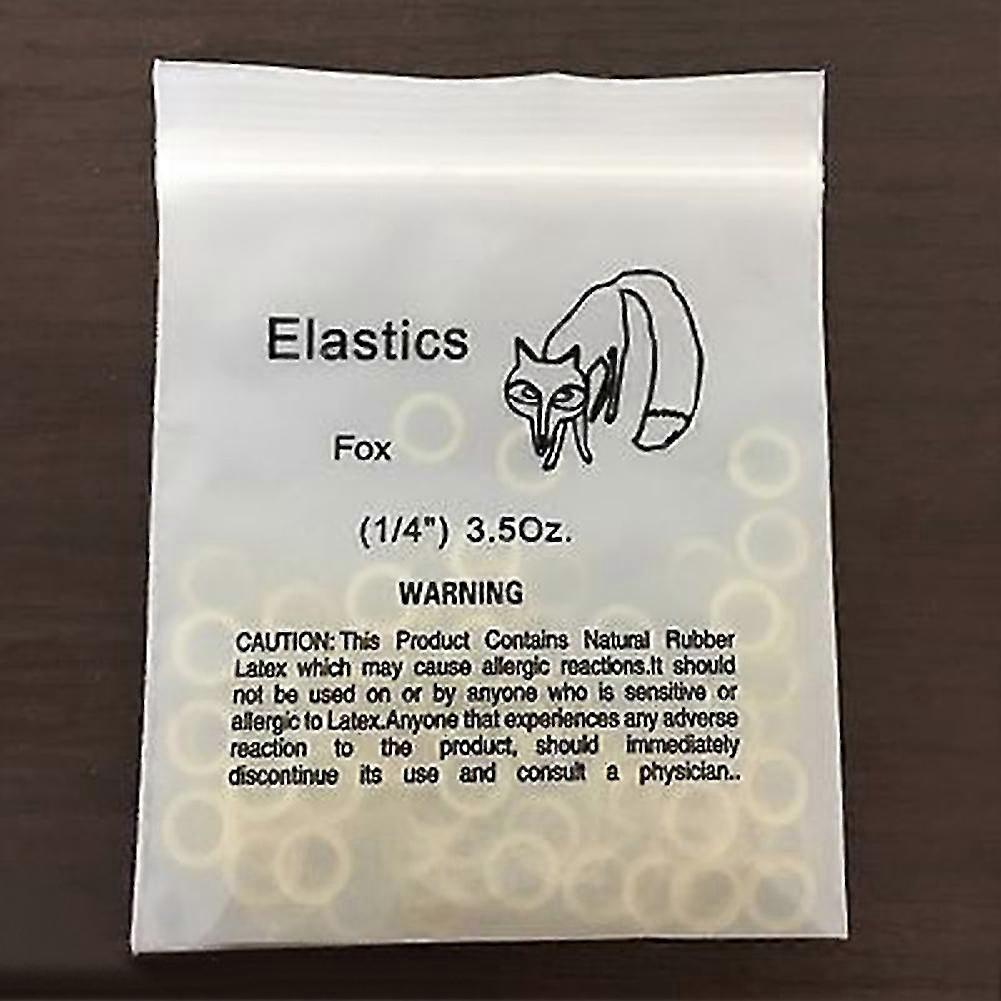 Elastics
Fox
(1/4") 3.5Oz.
WARNING
CAUTION: This Product Contains Natural Rubber
Latex which may cause allergic reactions.It should
not be used on or by anyone who is sensitive or
allergic to Latex.Anyone that experiences any adverse
reaction to the product, should immediately
discontinue its use and consult a physician..